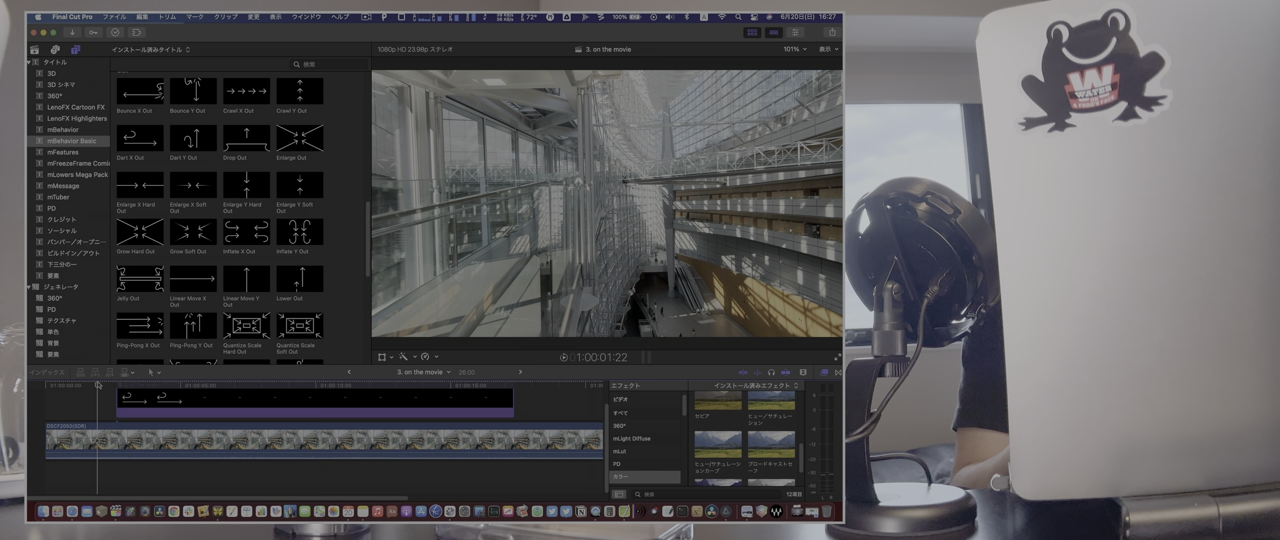 Final Cut Pro ファイル 編集 トリム マーク クリップ 変更 表示 ウインドウ ヘルプ
72°
100%
6月20日(日) 16:27
インストール済みタイトル
1080p HD 23.98p ステレオ
3. on the movie
101%
表示
タイトル
検索
3D
3D シネマ
360°
LenoFX Cartoon FX
LenoFX Highlighters
mBehavior
mBehavior Basic
mFeatures
mFreezeFrame Comi
mLowers Mega Pack
mMessage
mTuber
PD
クレジット
ソーシャル
バンパー／オープニ…
ビルドイン／アウト
下三分の一
要素
ジェネレータ
360°
PD
テクスチャ
単色
背景
要素
Bounce X Out
Bounce Y Out
Crawl X Out
Crawl Y Out
Dart X Out
Dart Y Out
Drop Out
Enlarge Out
Enlarge X Hard Out
Enlarge X Soft Out
Enlarge Y Hard Out
Enlarge Y Soft Out
Grow Hard Out
Grow Soft Out
Inflate X Out
Inflate Y Out
Jelly Out
Linear Move X Out
Linear Move Y Out
Lower Out
Ping-Pong X Out
Ping-Pong Y Out
Quantize Scale Hard Out
Quantize Scale Soft Out
1:00:01:22
インデックス
3. on the movie
26:00
エフェクト
インストール済みエフェクト
ビデオ
すべて
360°
mLight Diffuse
mLut
PD
カラー
セピア
ヒュー／サチュレーション
ヒュー/サチュレーションカーブ
ブロードキャストセーフ
検索
12項目
W
WATER